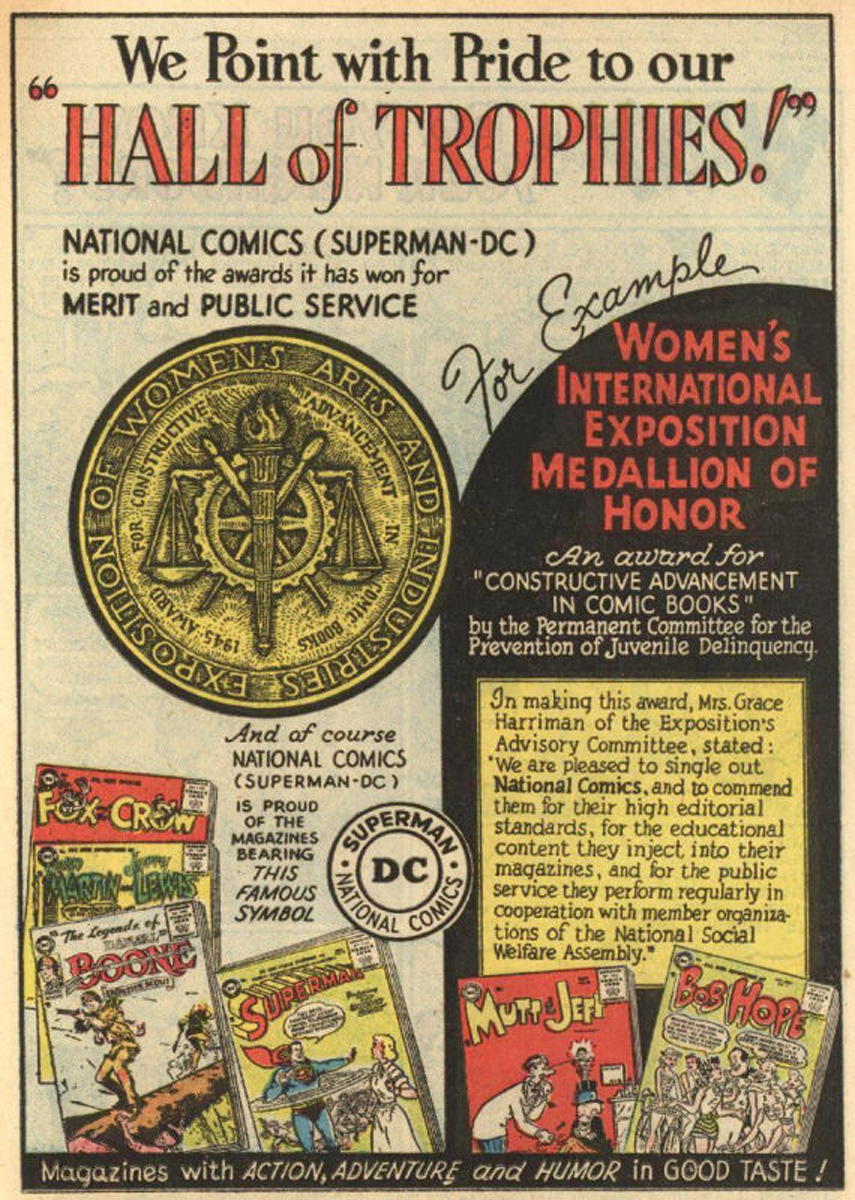 We Point with Pride to our
"HALL of TROPHIES!"
NATIONAL COMICS (SUPERMAN-DC)
is proud of the awards it has won for
MERIT and PUBLIC SERVICE
For Example
WOMEN'S
INTERNATIONAL
EXPOSITION
MEDALLION OF
HONOR
An award for
"CONSTRUCTIVE ADVANCEMENT
IN COMIC BOOKS"
by the Permanent Committee for the
Prevention of Juvenile Delinquency.
EXPOSITION OF WOMEN'S ARTS AND INDUSTRIES
1945 AWARD FOR CONSTRUCTIVE ADVANCEMENT IN COMIC BOOKS
In making this award, Mrs. Grace
Harriman of the Exposition's
Advisory Committee, stated:
"We are pleased to single out
National Comics, and to commend
them for their high editorial
standards, for the educational
content they inject into their
magazines, and for the public
service they perform regularly in
cooperation with member organiza-
tions of the National Social
Welfare Assembly."
And of course
NATIONAL COMICS
(SUPERMAN-DC)
IS PROUD
OF THE
MAGAZINES
BEARING
THIS
FAMOUS
SYMBOL
SUPERMAN
DC
NATIONAL COMICS
FOX and CROW
MARTIN and LEWIS
The Legends of
DANIEL
BOONE
SUPERMAN
MUTT & JEFF
BOB HOPE
Magazines with ACTION, ADVENTURE and HUMOR in GOOD TASTE!